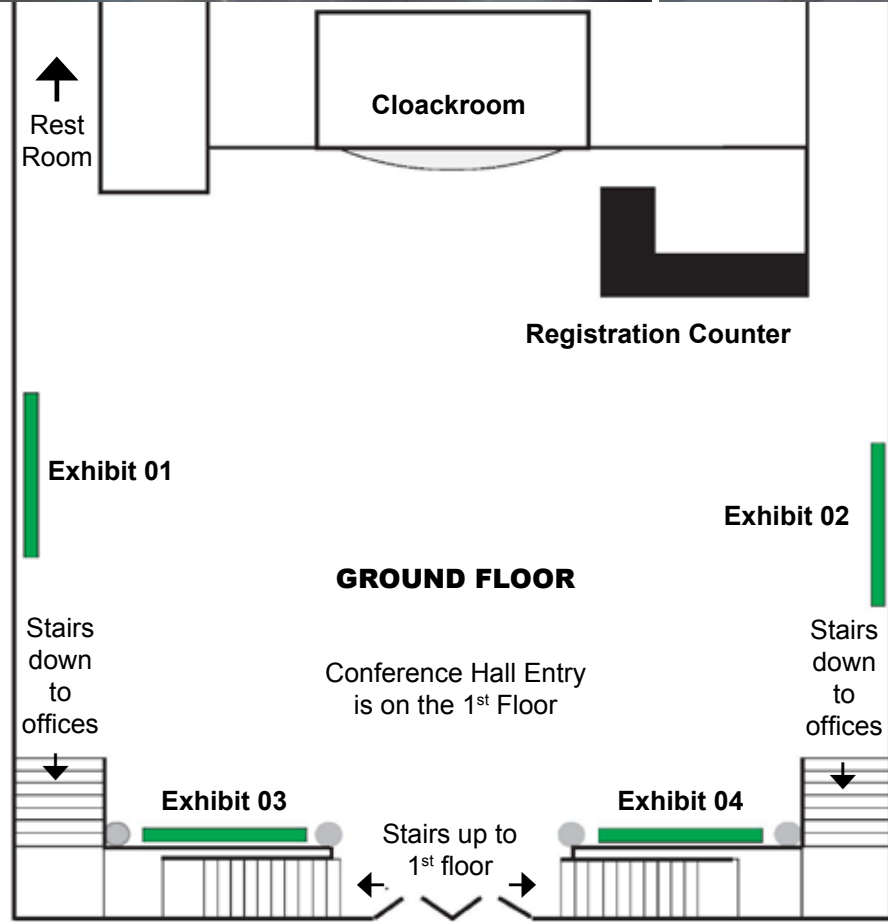 Cloackroom
Rest
Room
Registration Counter
Exhibit 01
Exhibit 02
GROUND FLOOR
Stairs
down
to
offices
Conference Hall Entry
is on the 1st Floor
Stairs
down
to
offices
Exhibit 03
Exhibit 04
Stairs up to
1st floor